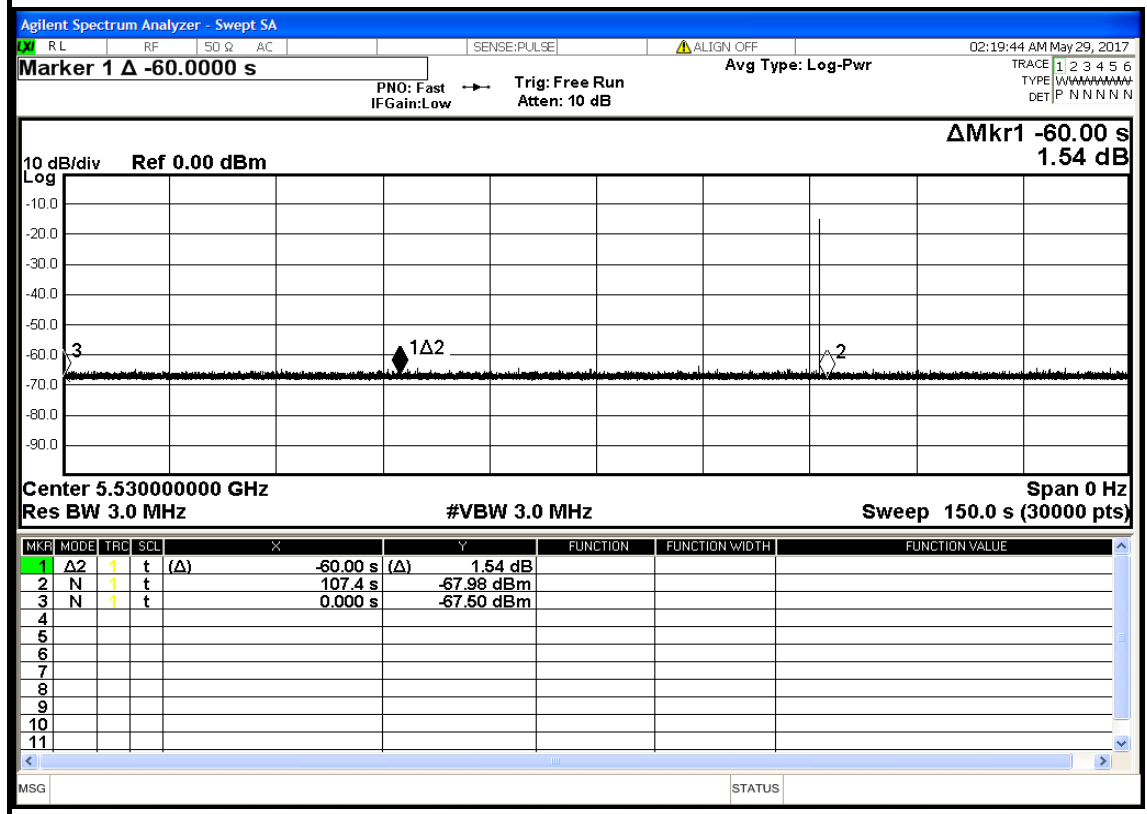 Agilent Spectrum Analyzer - Swept SA
LXI RL RF 50 Ω AC SENSE:PULSE ALIGN OFF 02:19:44 AM May 29, 2017
Marker 1 Δ -60.0000 s
PNO: Fast
IFGain:Low
Trig: Free Run
Atten: 10 dB
Avg Type: Log-Pwr
TRACE 1 2 3 4 5 6
TYPE WWWWWW
DET P N N N N N
ΔMkr1 -60.00 s
1.54 dB
10 dB/div Ref 0.00 dBm
Log
-10.0
-20.0
-30.0
-40.0
-50.0
-60.0
-70.0
-80.0
-90.0
3
1Δ2
2
Center 5.530000000 GHz Span 0 Hz
Res BW 3.0 MHz #VBW 3.0 MHz Sweep 150.0 s (30000 pts)
MKR MODE TRC SCL X Y FUNCTION FUNCTION WIDTH FUNCTION VALUE
1 Δ2 1 t (Δ) -60.00 s (Δ) 1.54 dB
2 N 1 t 107.4 s -67.98 dBm
3 N 1 t 0.000 s -67.50 dBm
4
5
6
7
8
9
10
11
MSG STATUS